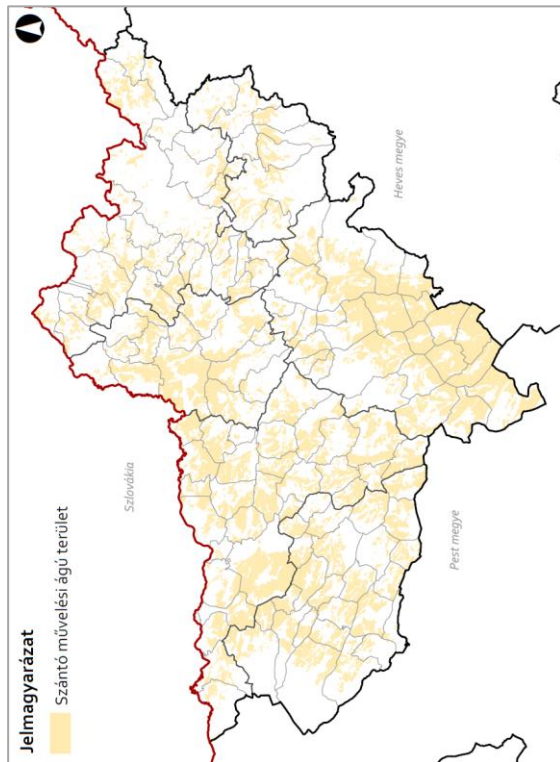 Jelmagyarázat
Szántó művelési ágú terület
Szlovákia
Heves megye
Pest megye